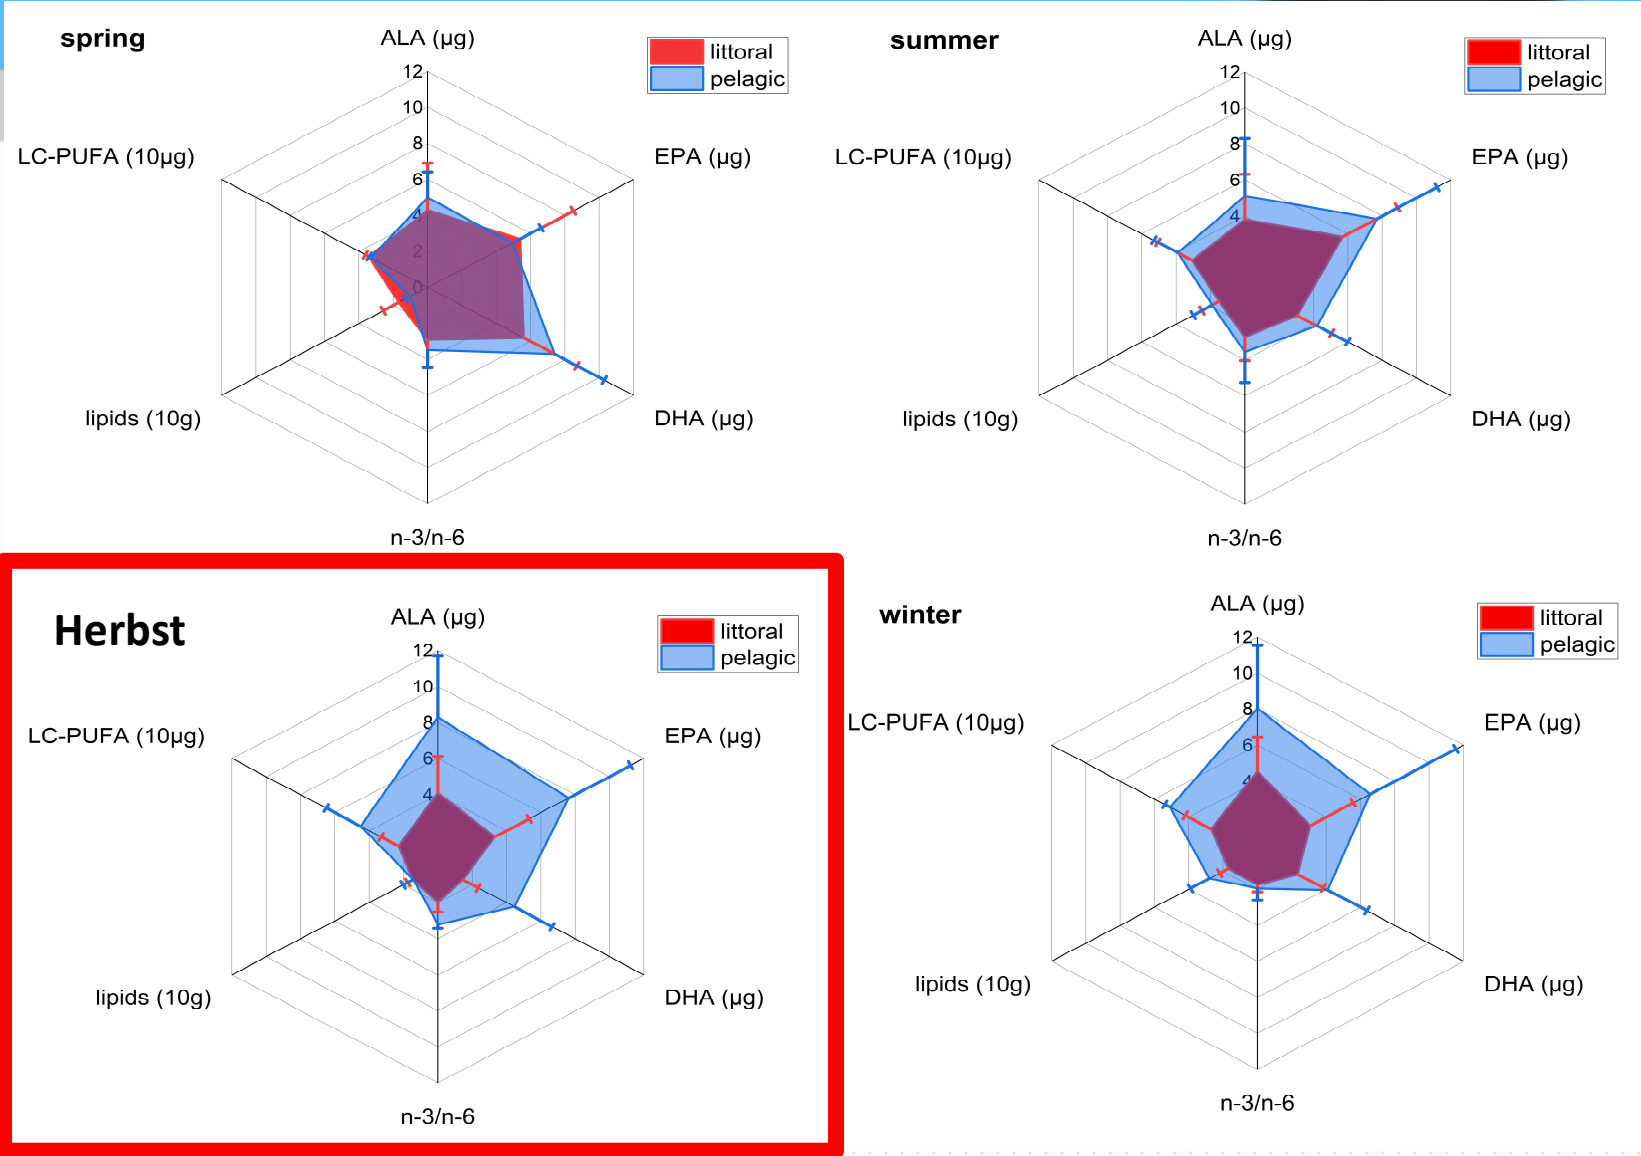 spring
ALA (µg)
littoral
pelagic
12
10
8
6
4
2
0
LC-PUFA (10µg)
EPA (µg)
lipids (10g)
DHA (µg)
n-3/n-6
summer
ALA (µg)
littoral
pelagic
12
10
8
6
4
LC-PUFA (10µg)
EPA (µg)
lipids (10g)
DHA (µg)
n-3/n-6
Herbst
ALA (µg)
littoral
pelagic
12
10
8
6
4
LC-PUFA (10µg)
EPA (µg)
lipids (10g)
DHA (µg)
n-3/n-6
winter
ALA (µg)
littoral
pelagic
12
10
8
6
4
LC-PUFA (10µg)
EPA (µg)
lipids (10g)
DHA (µg)
n-3/n-6